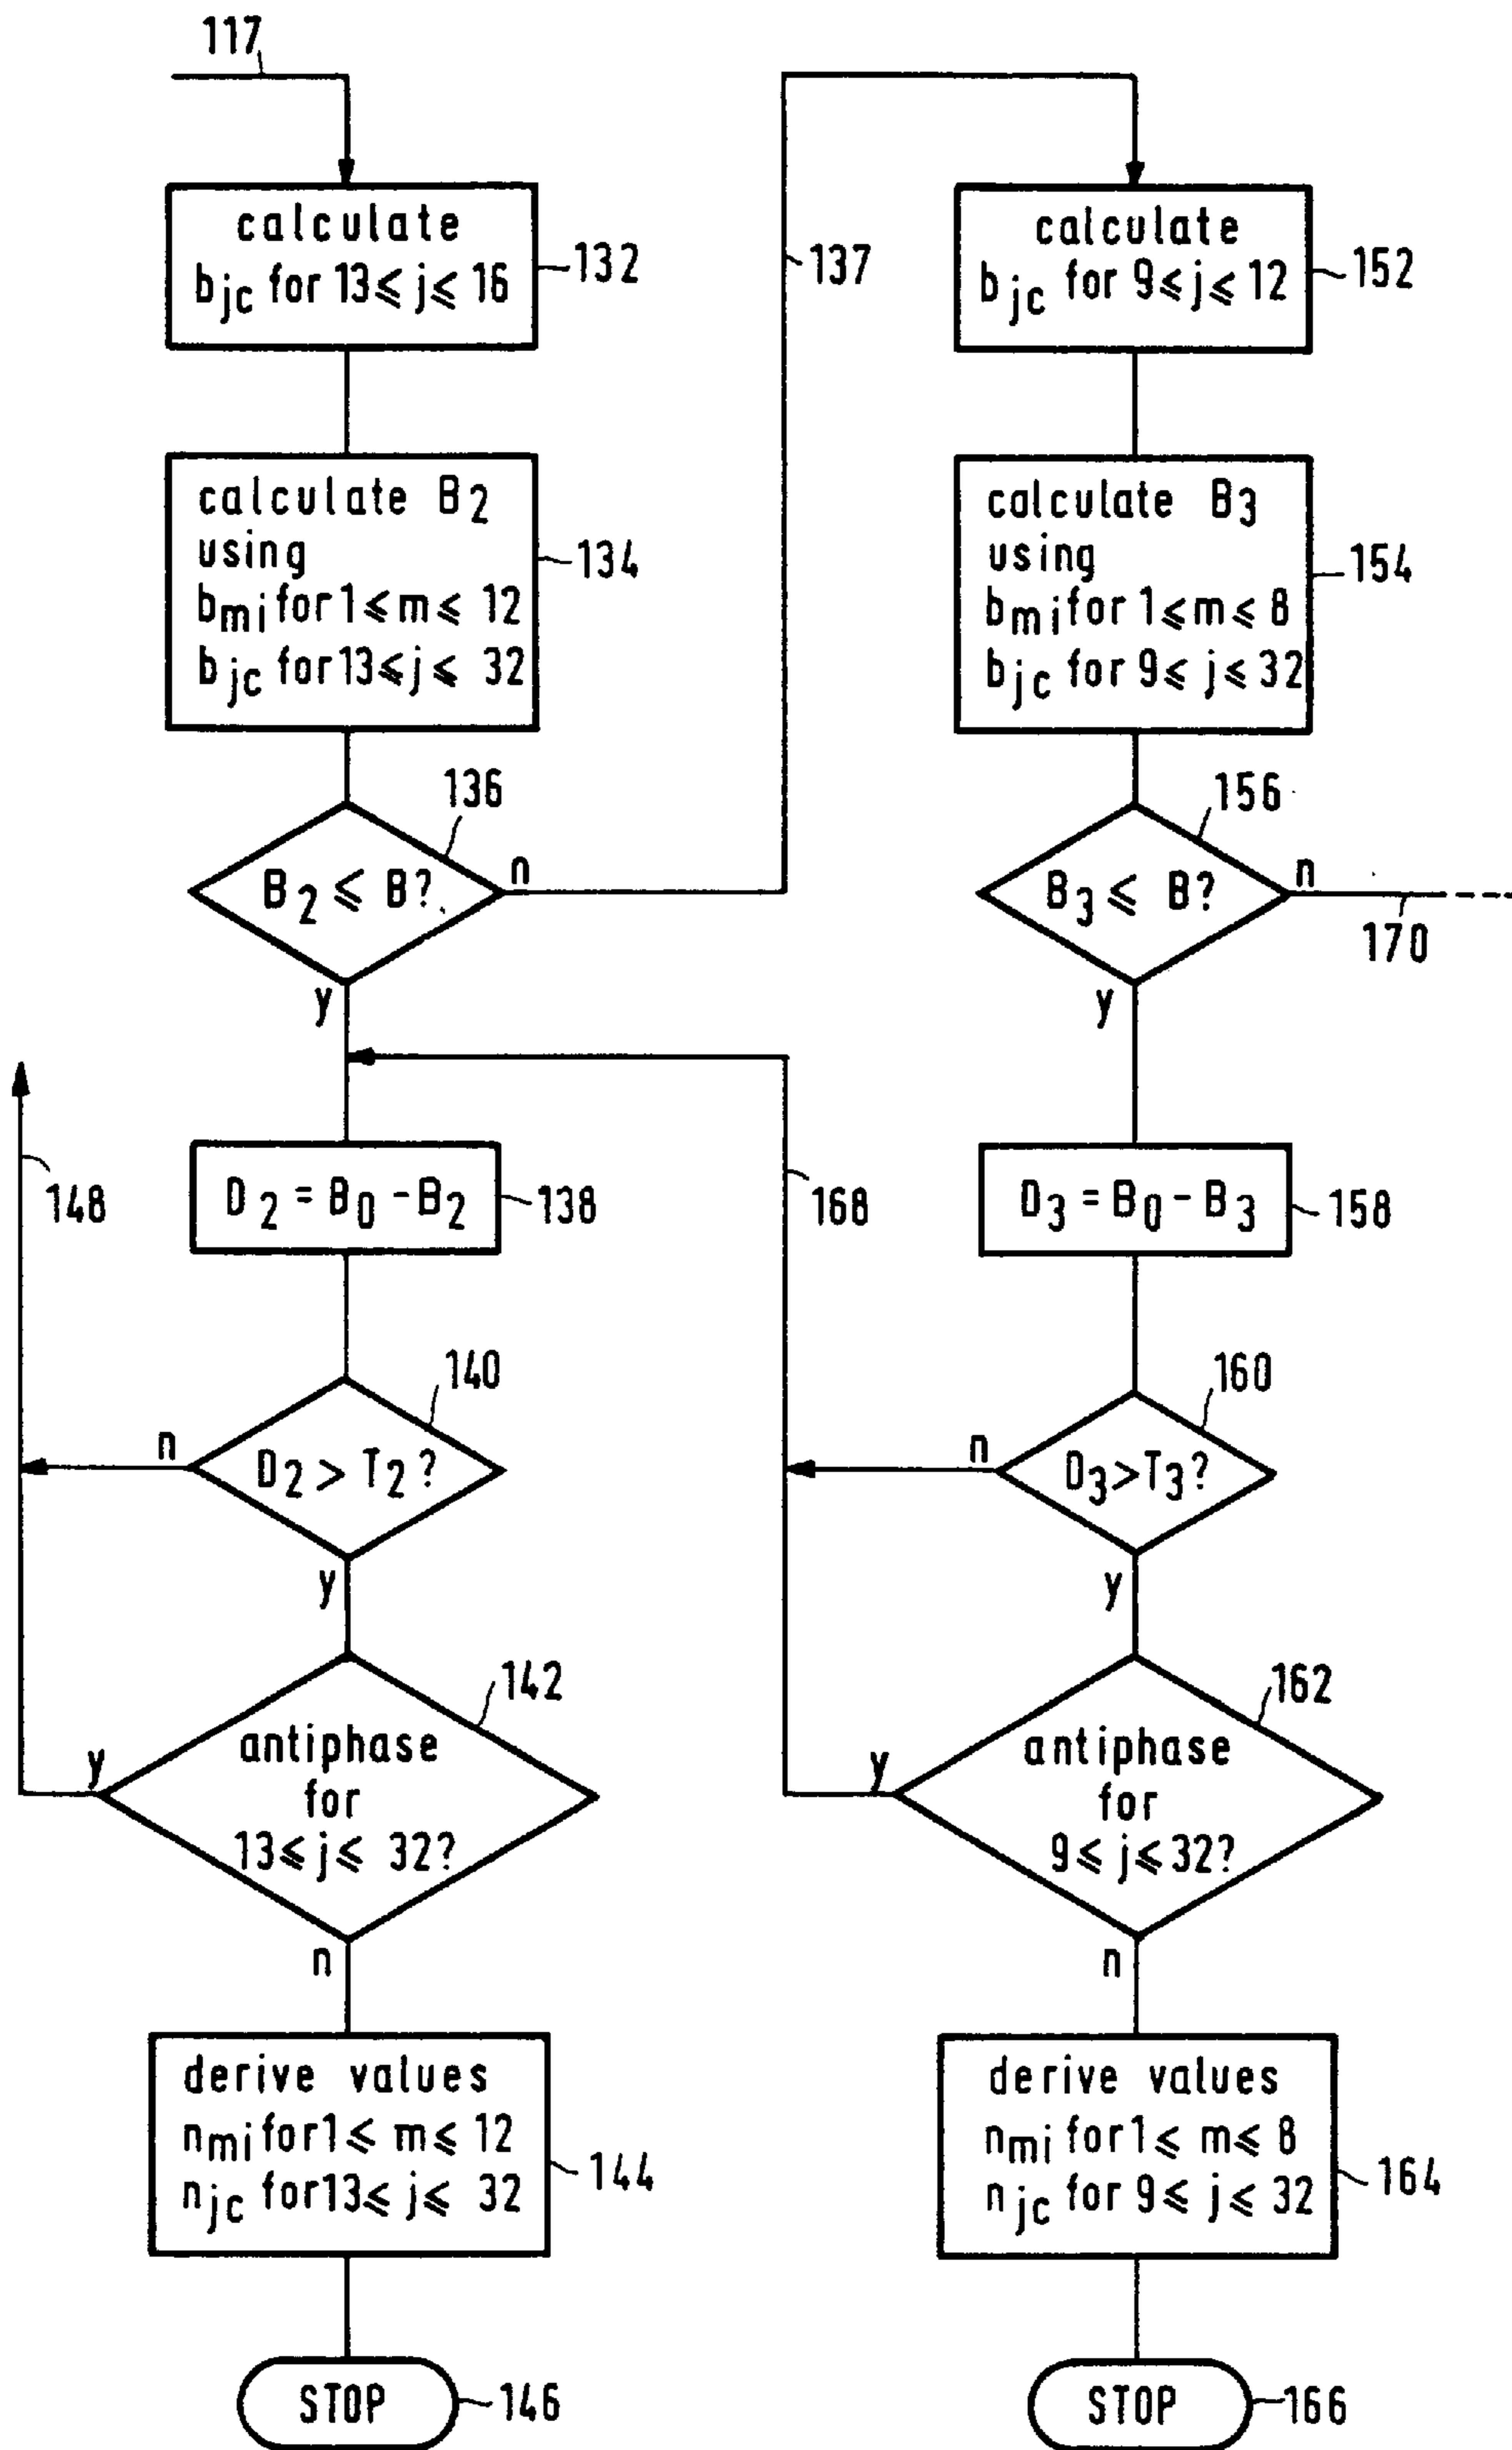 117
calculate
bjc for 13 ≤ j ≤ 16
132
calculate B2
using
bmi for 1 ≤ m ≤ 12
bjc for 13 ≤ j ≤ 32
134
136
B2 ≤ B?
n
y
137
148
D2 = B0 - B2
138
140
n
D2 > T2?
y
142
y
antiphase
for
13 ≤ j ≤ 32?
n
derive values
nmi for 1 ≤ m ≤ 12
njc for 13 ≤ j ≤ 32
144
STOP
146
calculate
bjc for 9 ≤ j ≤ 12
152
calculate B3
using
bmi for 1 ≤ m ≤ 8
bjc for 9 ≤ j ≤ 32
154
156
B3 ≤ B?
n
170
y
168
D3 = B0 - B3
158
160
n
D3 > T3?
y
162
y
antiphase
for
9 ≤ j ≤ 32?
n
derive values
nmi for 1 ≤ m ≤ 8
njc for 9 ≤ j ≤ 32
164
STOP
166